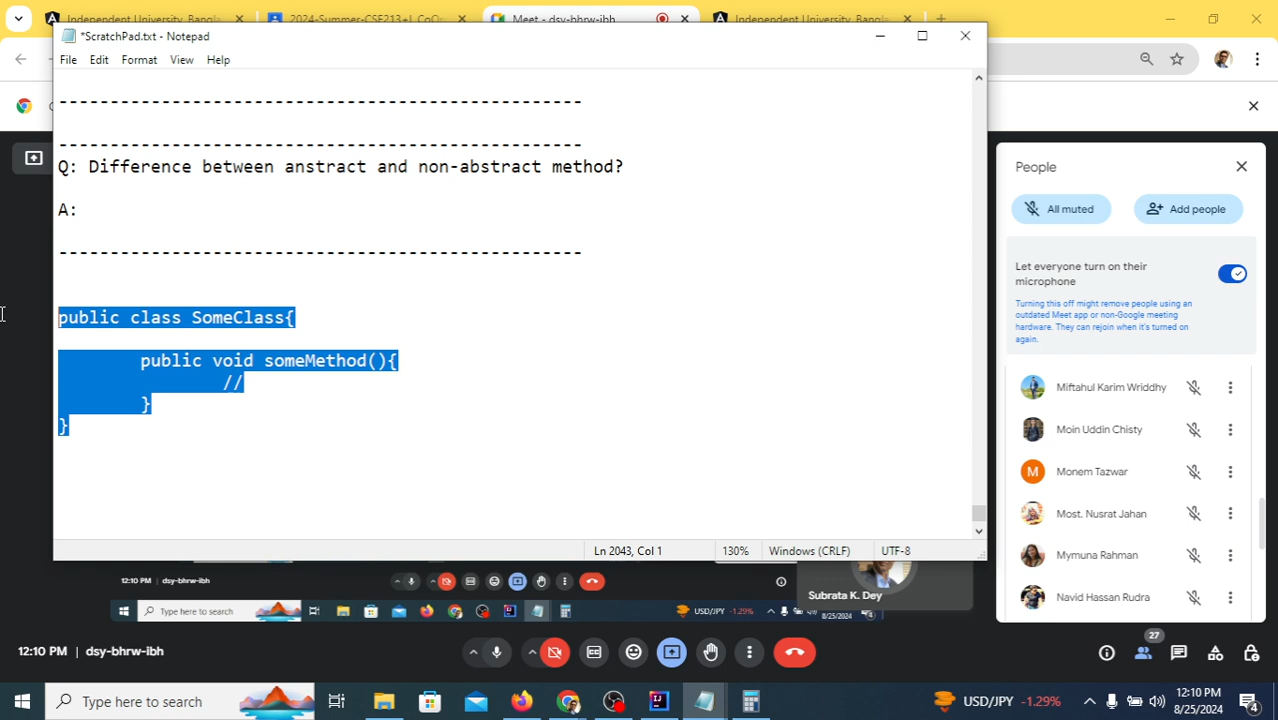 Independent University, Bangla
2024-Summer-CSE213+L CoOr
Meet - dsy-bhrw-ibh
Independent University, Bangla
*ScratchPad.txt - Notepad
File Edit Format View Help
---------------------------------------------------
---------------------------------------------------
Q: Difference between anstract and non-abstract method?
A:
---------------------------------------------------
public class SomeClass{
public void someMethod(){
//
}
}
Ln 2043, Col 1 130% Windows (CRLF) UTF-8
People
All muted
Add people
Let everyone turn on their
microphone
Turning this off might remove people using an
outdated Meet app or non-Google meeting
hardware. They can rejoin when it's turned on
again.
Miftahul Karim Wriddhy
Moin Uddin Chisty
M Monem Tazwar
Most. Nusrat Jahan
Mymuna Rahman
Navid Hassan Rudra
12:10 PM | dsy-bhrw-ibh
Subrata K. Dey
Type here to search
USD/JPY -1.29%
8/25/2024
12:10 PM | dsy-bhrw-ibh
27
Type here to search
USD/JPY -1.29%
12:10 PM
8/25/2024
4